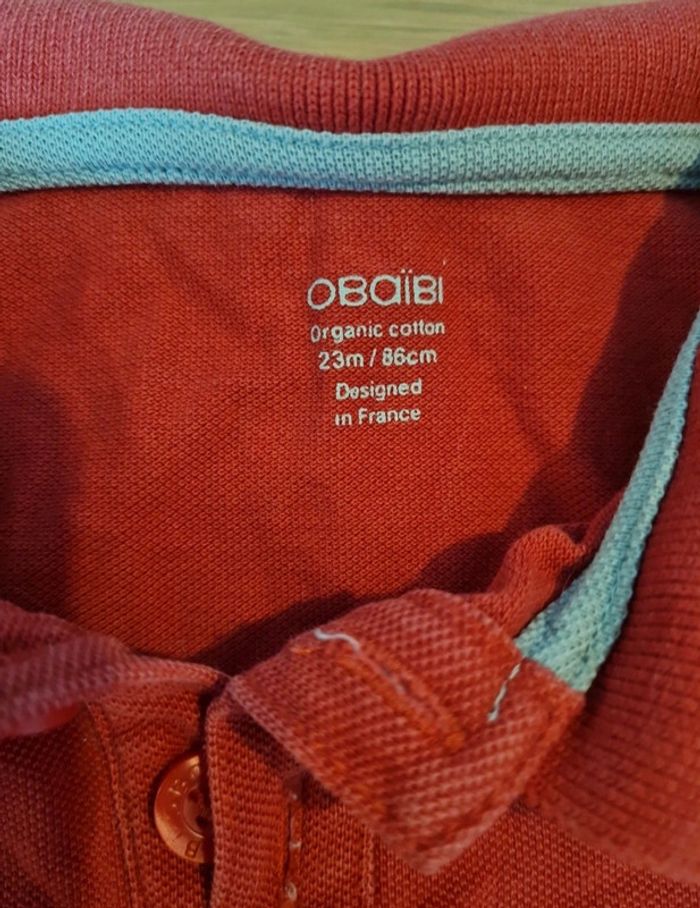 OBaïBi
Organic cotton
23m / 86cm
Designed
in France